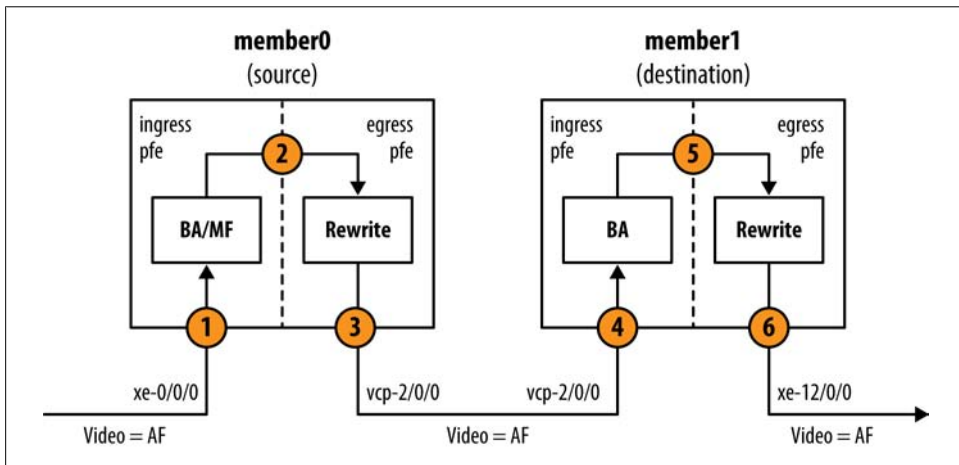 member0
(source)
ingress
pfe
egress
pfe
2
BA/MF
Rewrite
1
3
xe-0/0/0
vcp-2/0/0
Video = AF
Video = AF
member1
(destination)
ingress
pfe
egress
pfe
5
BA
Rewrite
4
6
vcp-2/0/0
xe-12/0/0
Video = AF